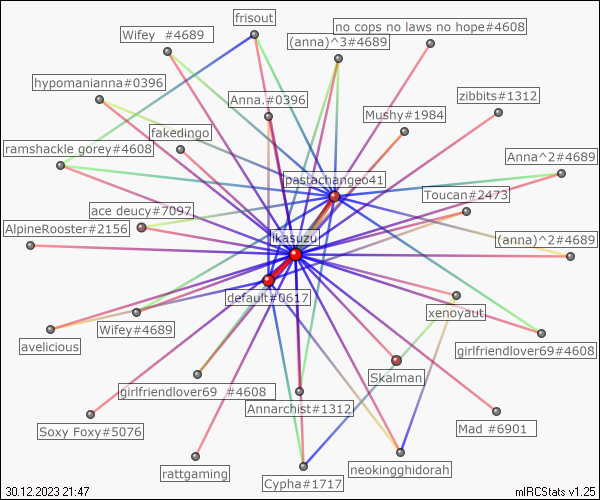 frisout
no cops no laws no hope#4608
Wifey  #4689
(anna)^3#4689
hypomanianna#0396
Anna.#0396
zibbits#1312
Mushy#1984
fakedingo
ramshackle gorey#4608
Anna^2#4689
pastachangeo41
Toucan#2473
ace deucy#7097
AlpineRooster#2156
ikasuzu
(anna)^2#4689
default#0617
xenoyaut
Wifey#4689
avelicious
girlfriendlover69#4608
Skalman
girlfriendlover69  #4608
Annarchist#1312
Soxy Foxy#5076
Mad #6901
rattgaming
Cypha#1717
neokingghidorah
30.12.2023 21:47
mIRCStats v1.25